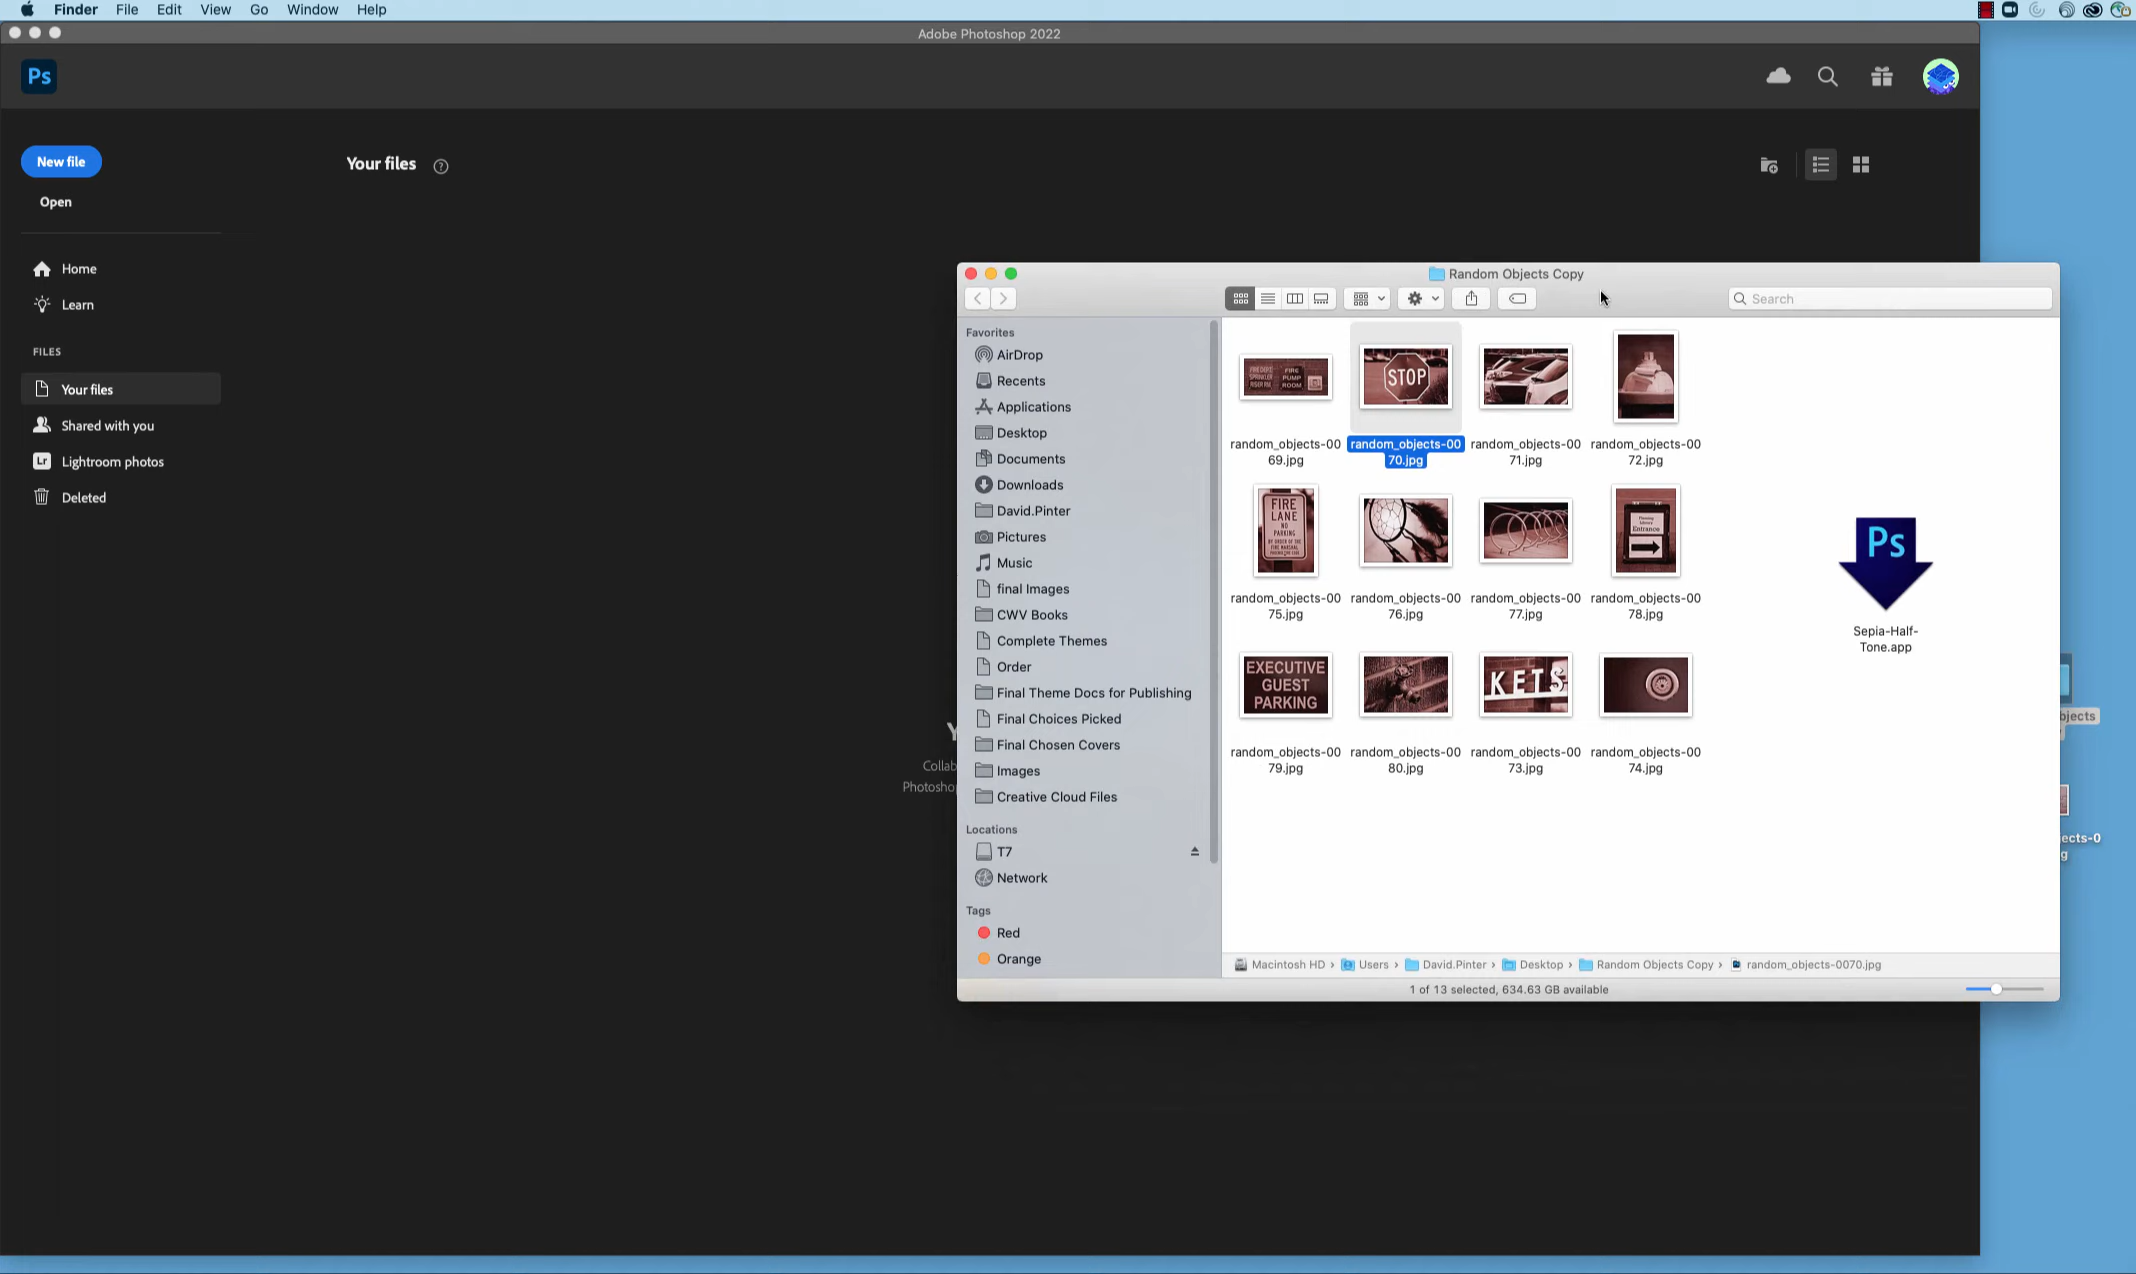 Finder File Edit View Go Window Help
Adobe Photoshop 2022
Ps
New file
Your files
Open
Home
Learn
FILES
Your files
Shared with you
Lr Lightroom photos
Deleted
Y
Collab
Photosho
Random Objects Copy
Search
Favorites
AirDrop
Recents
Applications
Desktop
Documents
Downloads
David.Pinter
Pictures
Music
final Images
CWV Books
Complete Themes
Order
Final Theme Docs for Publishing
Final Choices Picked
Final Chosen Covers
Images
Creative Cloud Files
Locations
T7
Network
Tags
Red
Orange
FIRE
PUMP
ROOM
STOP
random_objects-00 random_objects-00 random_objects-00 random_objects-00
69.jpg 70.jpg 71.jpg 72.jpg
FIRE
LANE
NO
PARKING
Entrance
random_objects-00 random_objects-00 random_objects-00 random_objects-00
75.jpg 76.jpg 77.jpg 78.jpg
Ps
Sepia-Half-
Tone.app
EXECUTIVE
GUEST
PARKING
KETS
random_objects-00 random_objects-00 random_objects-00 random_objects-00
79.jpg 80.jpg 73.jpg 74.jpg
Macintosh HD › Users › David.Pinter › Desktop › Random Objects Copy › random_objects-0070.jpg
1 of 13 selected, 634.63 GB available
bjects
ects-0
g